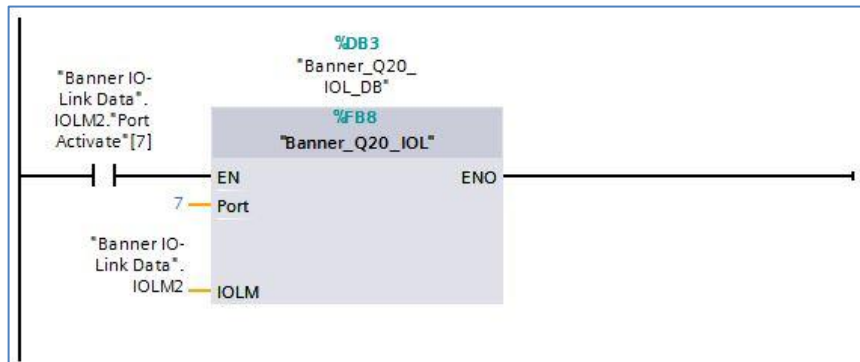 %DB3
"Banner_Q20_
IOL_DB"
"Banner IO-
Link Data".
IOLM2."Port
Activate"[7]
%FB8
"Banner_Q20_IOL"
EN
ENO
7
Port
"Banner IO-
Link Data".
IOLM2
IOLM